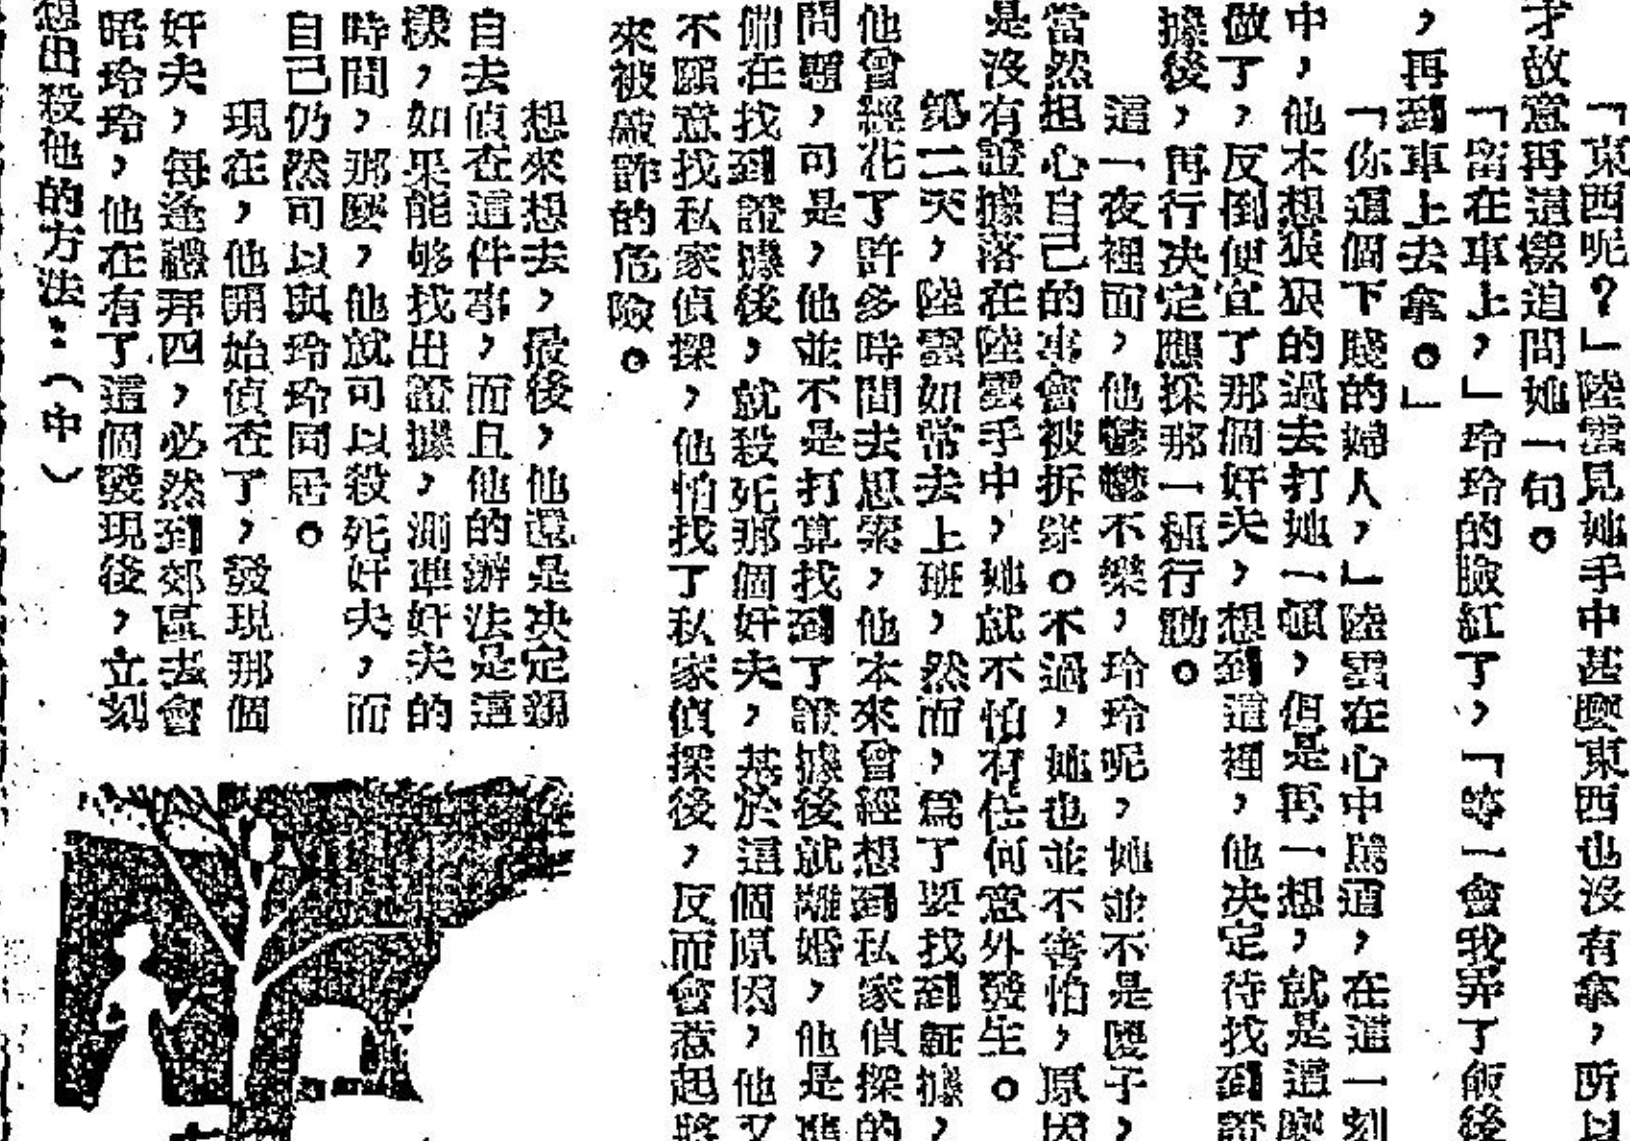 「東西呢？」陸雲見她手中甚麼東西也沒有拿，所以
才故意再這樣追問她一句。
「留在車上，」玲玲的臉紅了，「等一會我弄了飯後
，再到車上去拿。」
「你這個下賤的婦人，」陸雲在心中罵道，在這一刻
中，他本想狠狠的過去打她一頓，但是再一想，就是這麼
做了，反倒便宜了那個奸夫，想到這裡，他决定待找到證
據後，再行决定應採那一種行動。
這一夜裡面，他鬱鬱不樂，玲玲呢，她並不是優子，
當然担心自己的事會被拆穿。不過，她也並不害怕，原因
是沒有證據落在陸雲手中，她就不怕有任何意外發生。
第二天，陸雲如常去上班，然而，為了要找到証據，
他曾經花了許多時間去思索，他本來曾經想到私家偵探的
問題，可是，他並不是打算找到了證據後就離婚，他是準
備在找到證據後，就殺死那個奸夫，基於這個原因，他又
不願意找私家偵探，他怕找了私家偵探後，反而會惹起將
來被敲詐的危險。
想來想去，最後，他還是决定親
自去偵查這件事，而且他的辦法是這
樣，如果能够找出證據，測準奸夫的
時間，那麼，他就可以殺死奸夫，而
自己仍然可以與玲玲同居。
現在，他開始偵查了，發現那個
奸夫，每逢禮拜四，必然到郊區去會
晤玲玲，他在有了這個發現後，立刻
想出殺他的方法：（中）